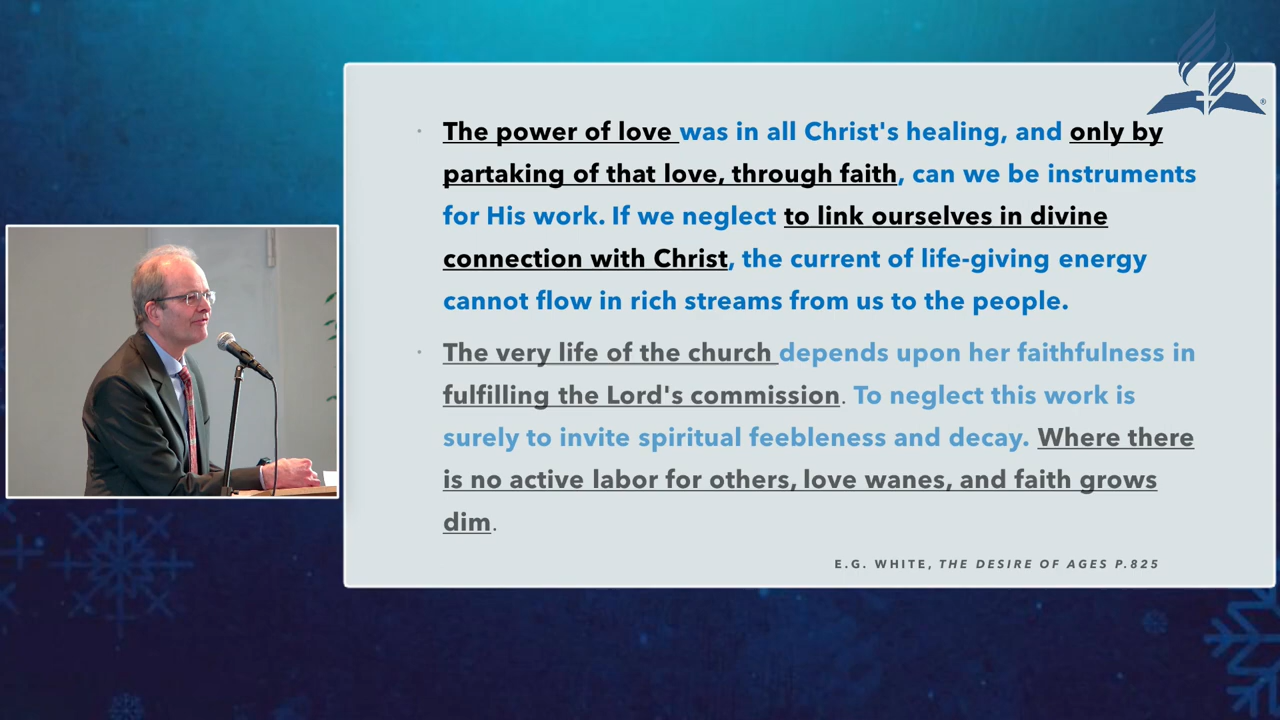 The power of love was in all Christ's healing, and only by
partaking of that love, through faith, can we be instruments
for His work. If we neglect to link ourselves in divine
connection with Christ, the current of life-giving energy
cannot flow in rich streams from us to the people.
The very life of the church depends upon her faithfulness in
fulfilling the Lord's commission. To neglect this work is
surely to invite spiritual feebleness and decay. Where there
is no active labor for others, love wanes, and faith grows
dim.
E.G. WHITE, THE DESIRE OF AGES P.825
®